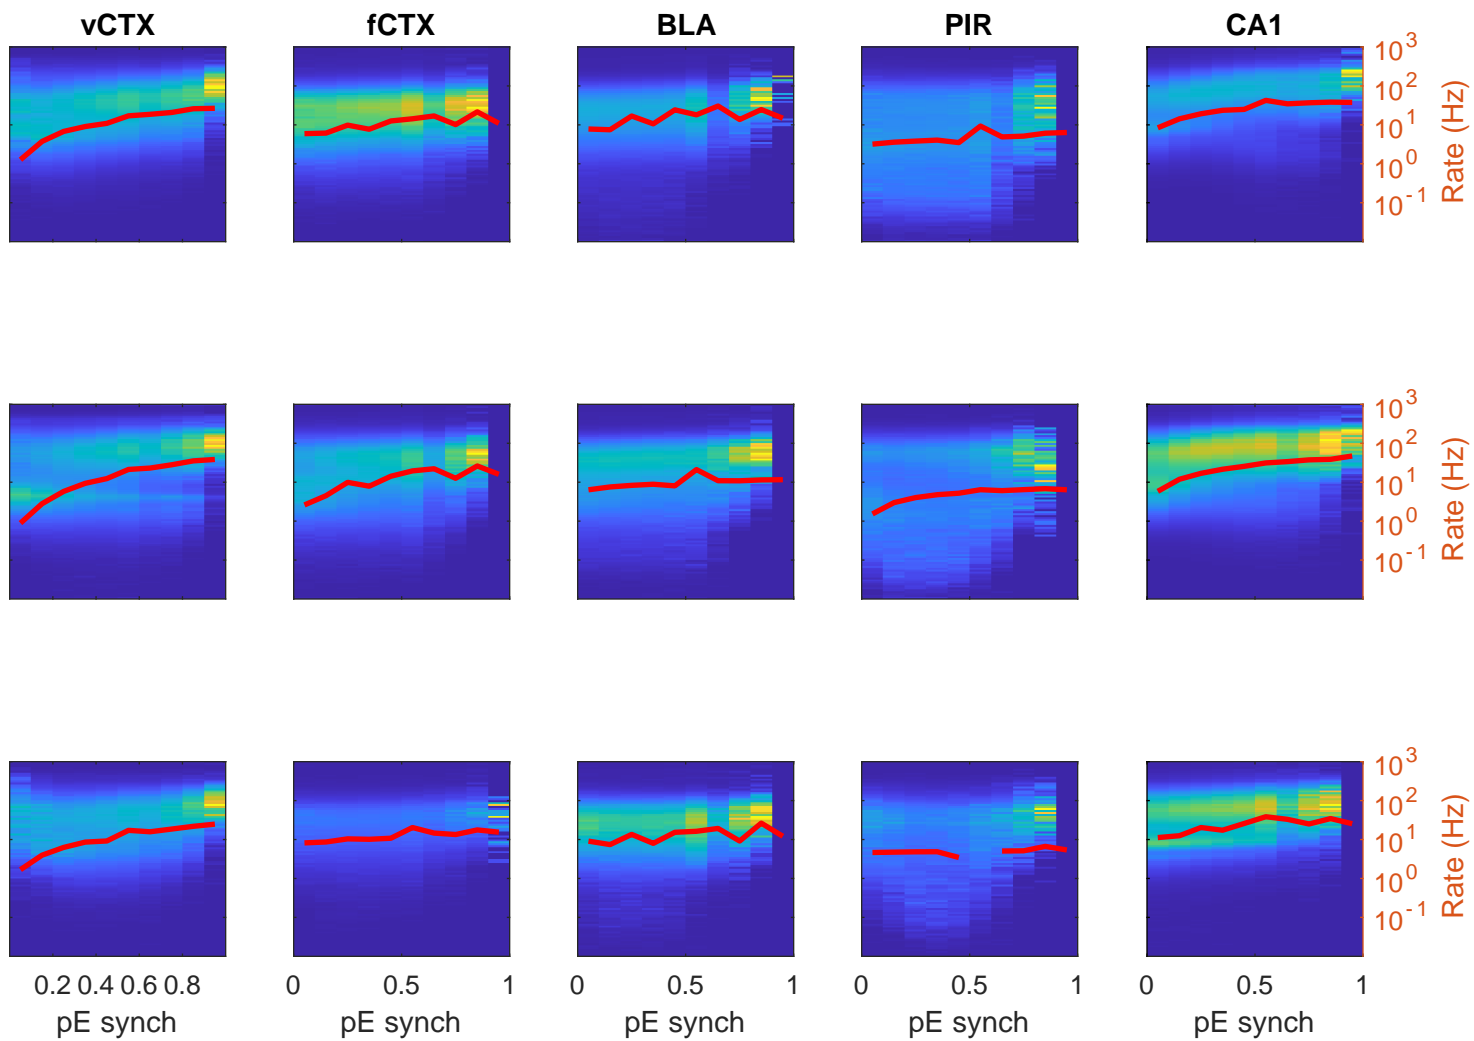 vCTX fCTX BLA PIR CA1
10^3
10^2
10^1
10^0
10^-1
Rate (Hz)
10^3
10^2
10^1
10^0
10^-1
Rate (Hz)
10^3
10^2
10^1
10^0
10^-1
Rate (Hz)
0.2 0.4 0.6 0.8 0 0.5 1 0 0.5 1 0 0.5 1 0 0.5 1
pE synch pE synch pE synch pE synch pE synch